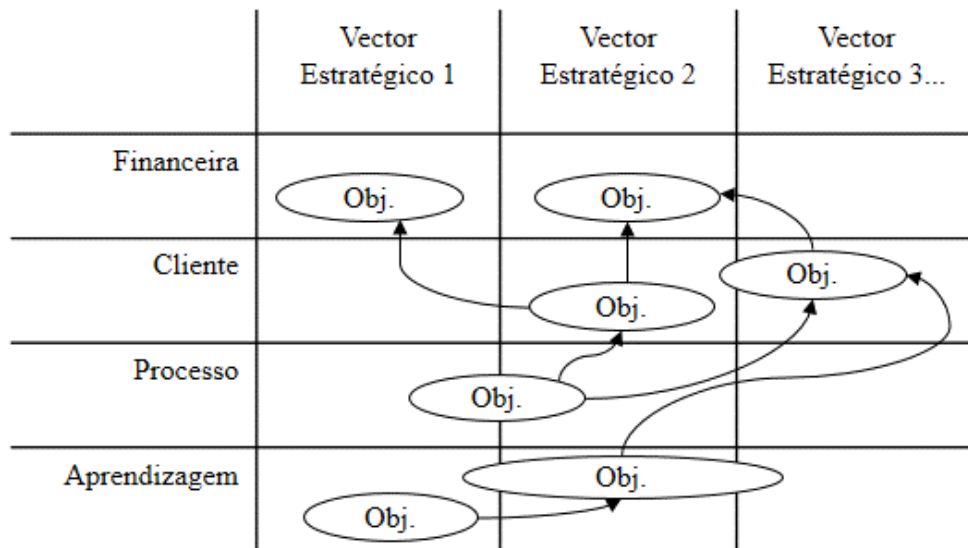 Vector
Estratégico 1
Vector
Estratégico 2
Vector
Estratégico 3...
Financeira
Obj.
Obj.
Cliente
Obj.
Obj.
Processo
Obj.
Aprendizagem
Obj.
Obj.